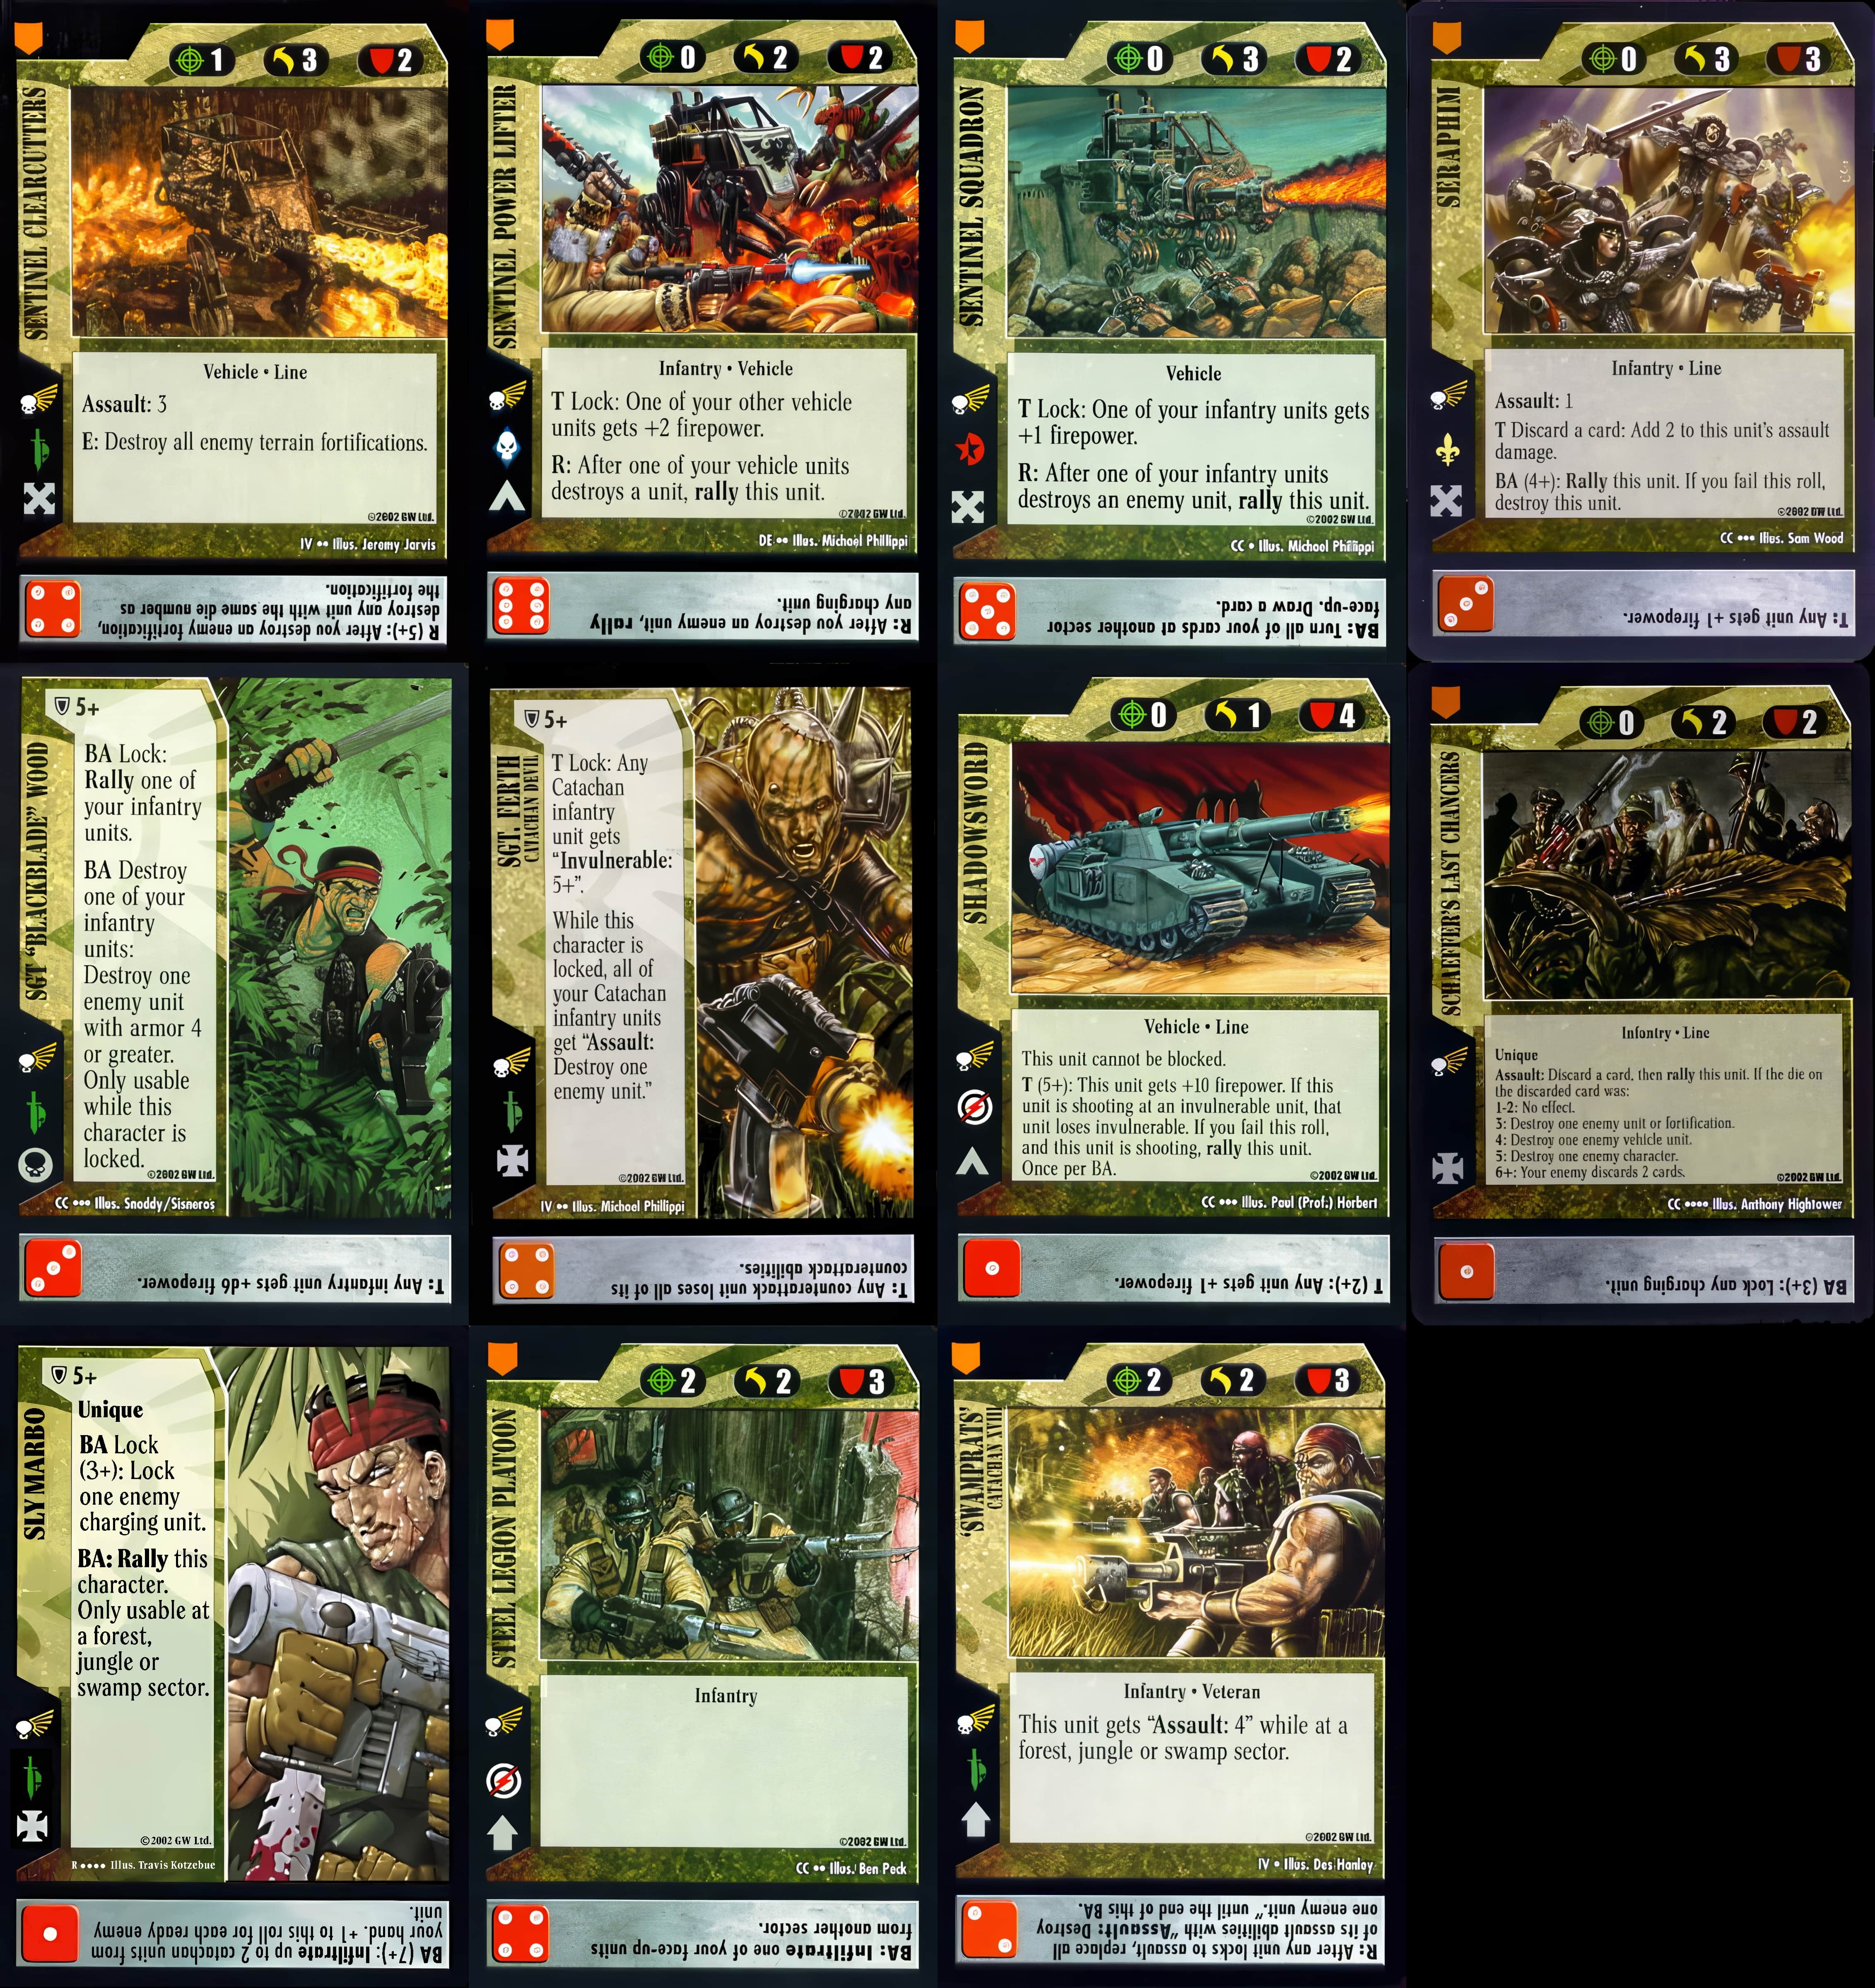 SENTINEL CLEARCUTTERS
1 3 2
Vehicle • Line
Assault: 3
E: Destroy all enemy terrain fortifications.
©2002 GW Ltd.
IV •• Illus. Jeremy Jarvis
R (5+): After you destroy an enemy fortification,
destroy any unit with the same die number as
the fortification.
SENTINEL POWER LIFTER
0 2 2
Infantry • Vehicle
T Lock: One of your other vehicle
units gets +2 firepower.
R: After one of your vehicle units
destroys a unit, rally this unit.
©2002 GW Ltd.
DE •• Illus. Michael Phillippi
R: After you destroy an enemy unit, rally
any charging unit.
SENTINEL SQUADRON
0 3 2
Vehicle
T Lock: One of your infantry units gets
+1 firepower.
R: After one of your infantry units
destroys an enemy unit, rally this unit.
©2002 GW Ltd.
CC • Illus. Michael Phillippi
BA: Turn all of your cards at another sector
face-up. Draw a card.
SERAPHIM
0 3 3
Infantry • Line
Assault: 1
T Discard a card: Add 2 to this unit's assault
damage.
BA (4+): Rally this unit. If you fail this roll,
destroy this unit.
©2002 GW Ltd.
CC ••• Illus. Sam Wood
T: Any unit gets +1 firepower.
SGT "BLACKBLADE" WOOD
5+
BA Lock:
Rally one of
your infantry
units.
BA Destroy
one of your
infantry
units:
Destroy one
enemy unit
with armor 4
or greater.
Only usable
while this
character is
locked.
©2002 GW Ltd.
CC ••• Illus. Snoddy/Sisneros
T: Any infantry unit gets +d6 firepower.
SGT. FERTH
CATACHAN DEVIL
5+
T Lock: Any
Catachan
infantry
unit gets
"Invulnerable:
5+".
While this
character is
locked, all of
your Catachan
infantry units
get "Assault:
Destroy one
enemy unit."
©2002 GW Ltd.
IV •• Illus. Michael Phillippi
T: Any counterattack unit loses all of its
counterattack abilities.
SHADOWSWORD
0 1 4
Vehicle • Line
This unit cannot be blocked.
T (5+): This unit gets +10 firepower. If this
unit is shooting at an invulnerable unit, that
unit loses invulnerable. If you fail this roll,
and this unit is shooting, rally this unit.
Once per BA.
©2002 GW Ltd.
CC ••• Illus. Paul (Prof.) Herbert
T (2+): Any unit gets +1 firepower.
SCHAEFFER'S LAST CHANCERS
0 2 2
Infantry • Line
Unique
Assault: Discard a card, then rally this unit. If the die on
the discarded card was:
1-2: No effect.
3: Destroy one enemy unit or fortification.
4: Destroy one enemy vehicle unit.
5: Destroy one enemy character.
6+: Your enemy discards 2 cards.
©2002 GW Ltd.
CC •••• Illus. Anthony Hightower
BA (3+): Lock any charging unit.
SLY MARBO
5+
Unique
BA Lock
(3+): Lock
one enemy
charging unit.
BA: Rally this
character.
Only usable at
a forest,
jungle or
swamp sector.
©2002 GW Ltd.
R •••• Illus. Travis Kotzebue
BA (7+): Infiltrate up to 2 catachan units from
your hand. +1 to this roll for each ready enemy
unit.
STEEL LEGION PLATOON
2 2 3
Infantry
©2002 GW Ltd.
CC •• Illus. Ben Peck
BA: Infiltrate one of your face-up units
from another sector.
'SWAMPRATS'
CATACHAN XVIII
2 2 3
Infantry • Veteran
This unit gets "Assault: 4" while at a
forest, jungle or swamp sector.
©2002 GW Ltd.
IV • Illus. Des Hanley
R: After any unit locks to assault, replace all
of its assault abilities with "Assault: Destroy
one enemy unit." until the end of this BA.